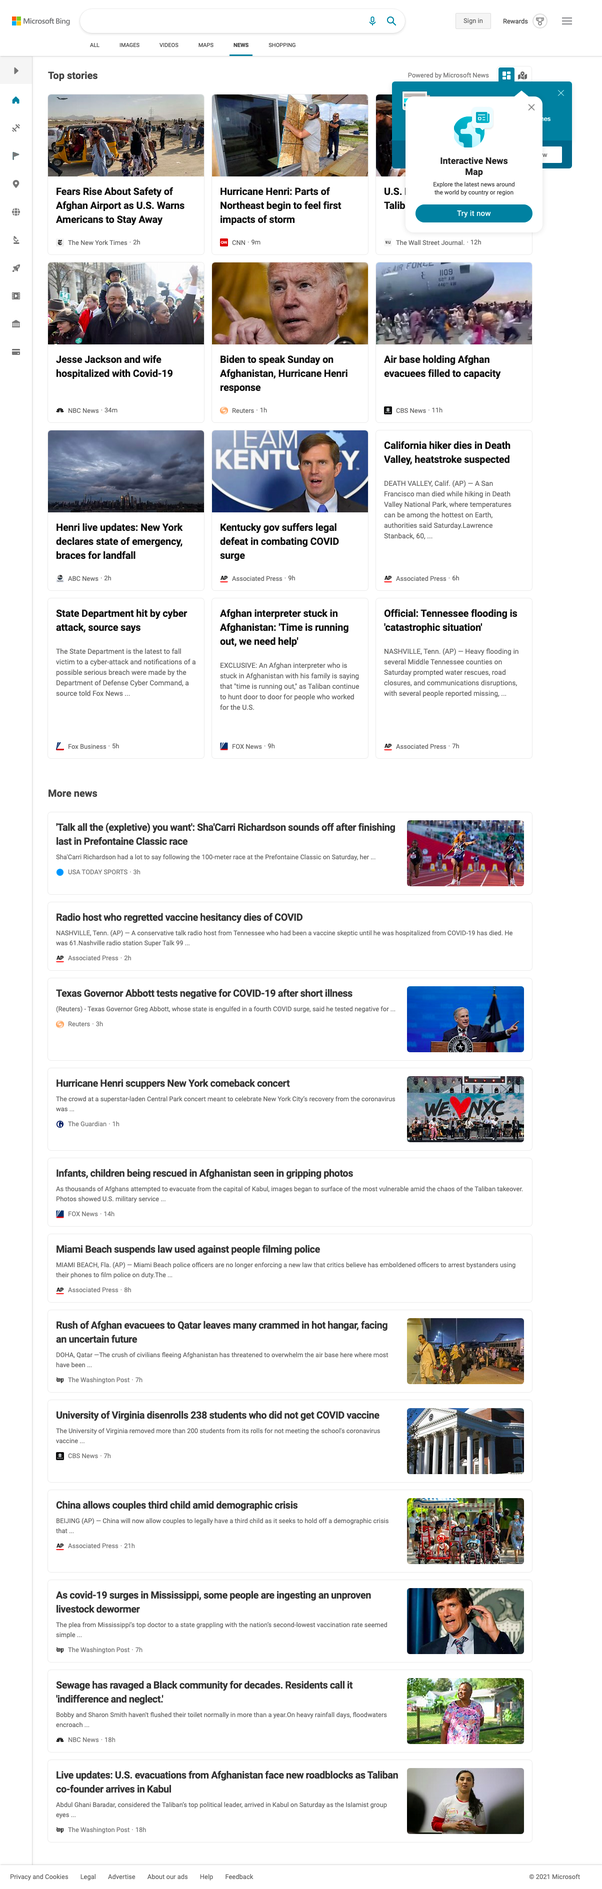 Microsoft Bing
Sign in
Rewards
ALL
IMAGES
VIDEOS
MAPS
NEWS
SHOPPING
Top stories
Powered by Microsoft News
Interactive News
Map
Explore the latest news around
the world by country or region
Try it now
Fears Rise About Safety of
Afghan Airport as U.S. Warns
Americans to Stay Away
The New York Times · 2h
Hurricane Henri: Parts of
Northeast begin to feel first
impacts of storm
CNN · 9m
U.S.
Talib
The Wall Street Journal. · 12h
Jesse Jackson and wife
hospitalized with Covid-19
NBC News · 34m
Biden to speak Sunday on
Afghanistan, Hurricane Henri
response
Reuters · 1h
Air base holding Afghan
evacuees filled to capacity
CBS News · 11h
Henri live updates: New York
declares state of emergency,
braces for landfall
ABC News · 2h
TEAM
KENTUCKY
Kentucky gov suffers legal
defeat in combating COVID
surge
Associated Press · 9h
California hiker dies in Death
Valley, heatstroke suspected
DEATH VALLEY, Calif. (AP) — A San
Francisco man died while hiking in Death
Valley National Park, where temperatures
can be among the hottest on Earth,
authorities said Saturday.Lawrence
Stanback, 60, ...
Associated Press · 6h
State Department hit by cyber
attack, source says
The State Department is the latest to fall
victim to a cyber-attack and notifications of a
possible serious breach were made by the
Department of Defense Cyber Command, a
source told Fox News ...
Fox Business · 5h
Afghan interpreter stuck in
Afghanistan: 'Time is running
out, we need help'
EXCLUSIVE: An Afghan interpreter who is
stuck in Afghanistan with his family is saying
that "time is running out," as Taliban continue
to hunt door to door for people who worked
for the U.S.
FOX News · 9h
Official: Tennessee flooding is
'catastrophic situation'
NASHVILLE, Tenn. (AP) — Heavy flooding in
several Middle Tennessee counties on
Saturday prompted water rescues, road
closures, and communications disruptions,
with several people reported missing, ...
Associated Press · 7h
More news
'Talk all the (expletive) you want': Sha'Carri Richardson sounds off after finishing
last in Prefontaine Classic race
Sha'Carri Richardson had a lot to say following the 100-meter race at the Prefontaine Classic on Saturday, her ...
USA TODAY SPORTS · 3h
Radio host who regretted vaccine hesitancy dies of COVID
NASHVILLE, Tenn. (AP) — A conservative talk radio host from Tennessee who had been a vaccine skeptic until he was hospitalized from COVID-19 has died. He
was 61.Nashville radio station Super Talk 99 ...
Associated Press · 2h
Texas Governor Abbott tests negative for COVID-19 after short illness
(Reuters) - Texas Governor Greg Abbott, whose state is engulfed in a fourth COVID surge, said he tested negative for ...
Reuters · 3h
Hurricane Henri scuppers New York comeback concert
The crowd at a superstar-laden Central Park concert meant to celebrate New York City's recovery from the coronavirus
was ...
The Guardian · 1h
WE NYC
Infants, children being rescued in Afghanistan seen in gripping photos
As thousands of Afghans attempted to evacuate from the capital of Kabul, images began to surface of the most vulnerable amid the chaos of the Taliban takeover.
Photos showed U.S. military service ...
FOX News · 14h
Miami Beach suspends law used against people filming police
MIAMI BEACH, Fla. (AP) — Miami Beach police officers are no longer enforcing a new law that critics believe has emboldened officers to arrest bystanders using
their phones to film police on duty.The ...
Associated Press · 8h
Rush of Afghan evacuees to Qatar leaves many crammed in hot hangar, facing
an uncertain future
DOHA, Qatar —The crush of civilians fleeing Afghanistan has threatened to overwhelm the air base here where most
have been ...
The Washington Post · 7h
University of Virginia disenrolls 238 students who did not get COVID vaccine
The University of Virginia removed more than 200 students from its rolls for not meeting the school's coronavirus
vaccine ...
CBS News · 7h
China allows couples third child amid demographic crisis
BEIJING (AP) — China will now allow couples to legally have a third child as it seeks to hold off a demographic crisis
that ...
Associated Press · 21h
As covid-19 surges in Mississippi, some people are ingesting an unproven
livestock dewormer
The plea from Mississippi's top doctor to a state grappling with the nation's second-lowest vaccination rate seemed
simple ...
The Washington Post · 7h
Sewage has ravaged a Black community for decades. Residents call it
'indifference and neglect.'
Bobby and Sharon Smith haven't flushed their toilet normally in more than a year.On heavy rainfall days, floodwaters
encroach ...
NBC News · 18h
Live updates: U.S. evacuations from Afghanistan face new roadblocks as Taliban
co-founder arrives in Kabul
Abdul Ghani Baradar, considered the Taliban's top political leader, arrived in Kabul on Saturday as the Islamist group
eyes ...
The Washington Post · 18h
Privacy and Cookies
Legal
Advertise
About our ads
Help
Feedback
© 2021 Microsoft